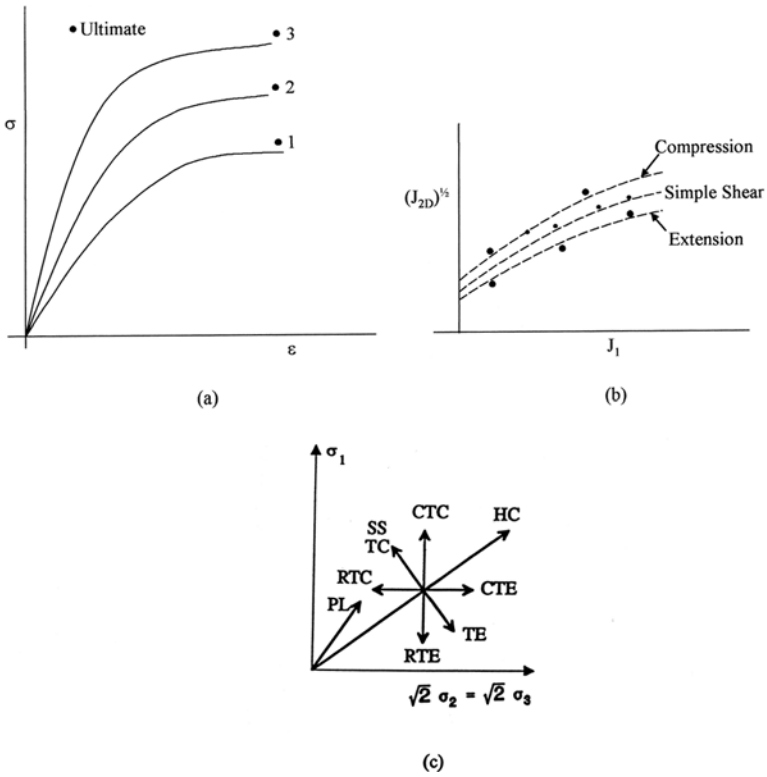 ● Ultimate
3
2
1
σ
ε
(a)
(J₂D)^½
Compression
Simple Shear
Extension
J₁
(b)
σ₁
CTC
HC
SS
TC
RTC
CTE
PL
TE
RTE
√2 σ₂ = √2 σ₃
(c)